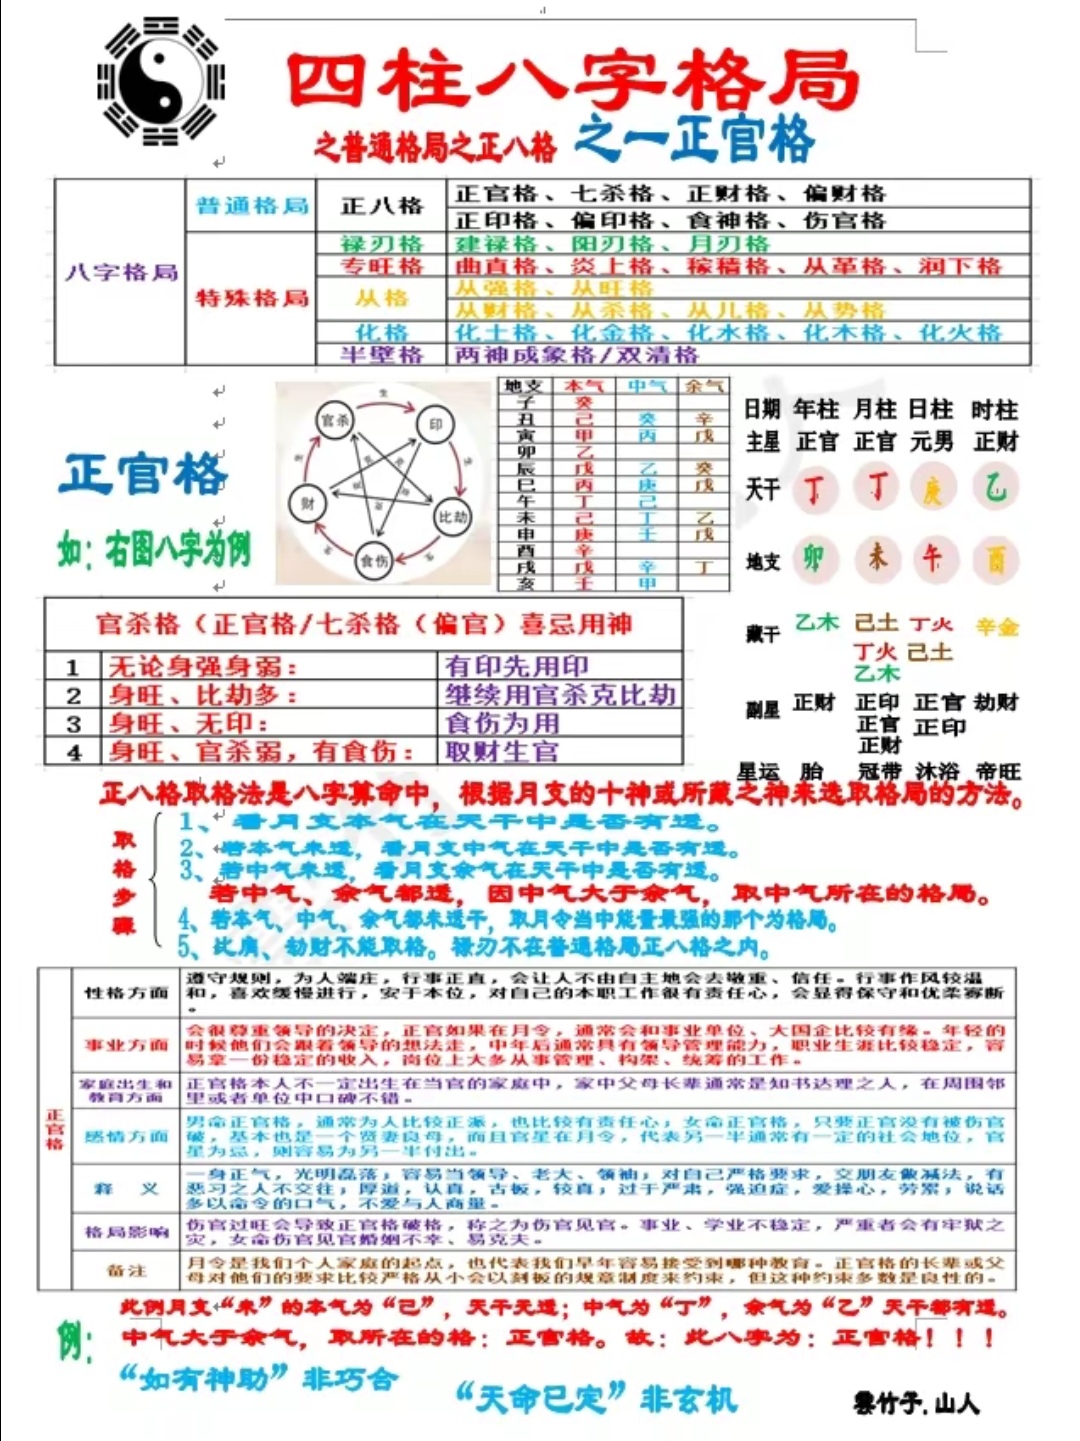 四柱八字格局
之普通格局之正八格 之一正官格
八字格局 普通格局 正八格 正官格、七杀格、正财格、偏财格
正印格、偏印格、食神格、伤官格
特殊格局 禄刃格 建禄格、阳刃格、月刃格
专旺格 曲直格、炎上格、稼穑格、从革格、润下格
从格 从强格、从旺格
从财格、从杀格、从儿格、从势格
化格 化土格、化金格、化水格、化木格、化火格
半壁格 两神成象格/双清格
正官格
如：右图八字为例
官杀 生 印
生 生
财 比劫
生 生
食伤
地支 本气 中气 余气
子 癸
丑 己 癸 辛
寅 甲 丙 戊
卯 乙
辰 戊 乙 癸
巳 丙 庚 戊
午 丁 己
未 己 丁 乙
申 庚 壬 戊
酉 辛
戌 戊 辛 丁
亥 壬 甲
日期 年柱 月柱 日柱 时柱
主星 正官 正官 元男 正财
天干 丁 丁 庚 乙
地支 卯 未 午 酉
藏干 乙木 己土 丁火 辛金
丁火 己土
乙木
副星 正财 正印 正官 劫财
正官 正印
正财
星运 胎 冠带 沐浴 帝旺
官杀格（正官格/七杀格（偏官）喜忌用神
1 无论身强身弱： 有印先用印
2 身旺、比劫多： 继续用官杀克比劫
3 身旺、无印： 食伤为用
4 身旺、官杀弱，有食伤： 取财生官
正八格取格法是八字算命中，根据月支的十神或所藏之神来选取格局的方法。
取格步骤
1、看月支本气在天干中是否有透。
2、若本气未透，看月支中气在天干中是否有透。
3、若中气未透，看月支余气在天干中是否有透。
若中气、余气都透，因中气大于余气，取中气所在的格局。
4、若本气、中气、余气都未透干，取月令当中能量最强的那个为格局。
5、比肩、劫财不能取格。禄刃不在普通格局正八格之内。
正官格
性格方面 遵守规则，为人端庄，行事正直，会让人不由自主地会去敬重、信任。行事作风较温
和，喜欢缓慢进行，安于本位，对自己的本职工作很有责任心，会显得保守和优柔寡断
。
事业方面 会很尊重领导的决定，正官如果在月令，通常会和事业单位、大国企比较有缘。年轻的
时候他们会跟着领导的想法走，中年后通常具有领导管理能力，职业生涯比较稳定，容
易拿一份稳定的收入，岗位上大多从事管理、构架、统筹的工作。
家庭出生和教育方面 正官格本人不一定出生在当官的家庭中，家中父母长辈通常是知书达理之人，在周围邻
里或者单位中口碑不错。
感情方面 男命正官格，通常为人比较正派，也比较有责任心；女命正官格，只要正官没有被伤官
破，基本也是一个贤妻良母，而且官星在月令，代表另一半通常有一定的社会地位，官
星为忌，则容易为另一半付出。
释 义 一身正气，光明磊落；容易当领导、老大、领袖；对自己严格要求，交朋友做减法，有
恶习之人不交往；厚道，认真，古板，较真；过于严肃，强迫症，爱操心，劳累；说话
多以命令的口气，不爱与人商量。
格局影响 伤官过旺会导致正官格破格，称之为伤官见官。事业、学业不稳定，严重者会有牢狱之
灾，女命伤官见官婚姻不幸、易克夫。
备注 月令是我们个人家庭的起点，也代表我们早年容易接受到哪种教育。正官格的长辈或父
母对他们的要求比较严格从小会以刻板的规章制度来约束，但这种约束多数是良性的。
例：
此例月支“未”的本气为“己”，天干无透；中气为“丁”，余气为“乙”天干都有透。
中气大于余气，取所在的格：正官格。故：此八字为：正官格！！！
“如有神助”非巧合
“天命已定”非玄机
雲竹子.山人